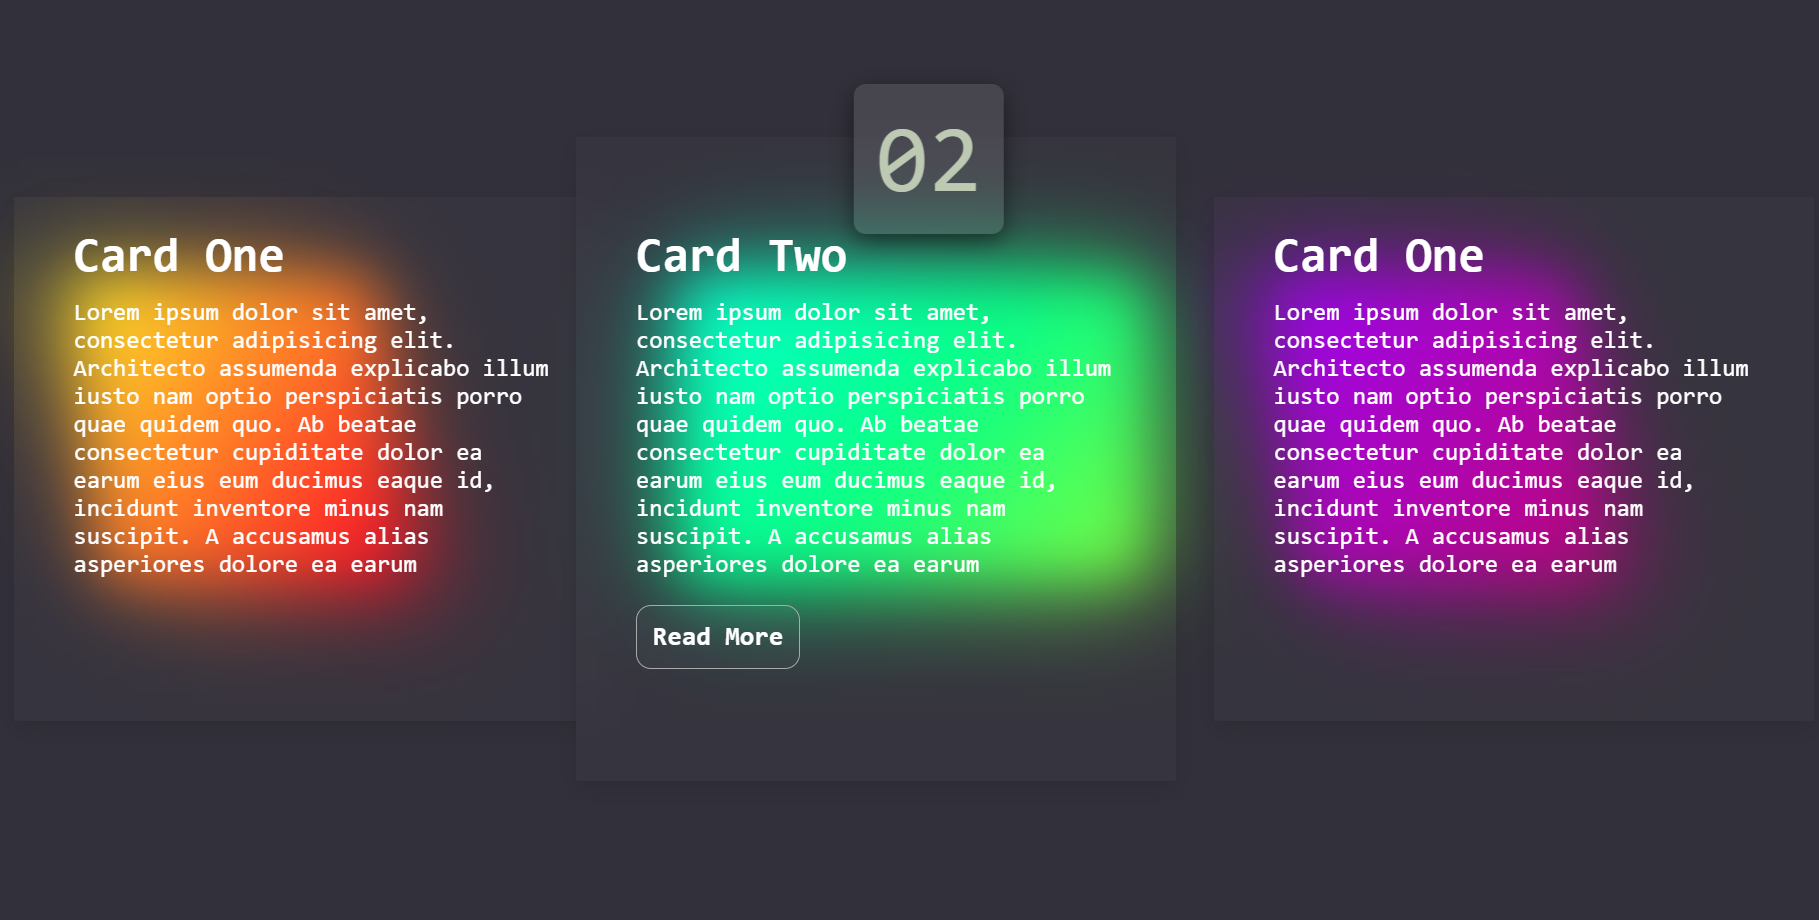 Card One
Lorem ipsum dolor sit amet,
consectetur adipisicing elit.
Architecto assumenda explicabo illum
iusto nam optio perspiciatis porro
quae quidem quo. Ab beatae
consectetur cupiditate dolor ea
earum eius eum ducimus eaque id,
incidunt inventore minus nam
suscipit. A accusamus alias
asperiores dolore ea earum
02
Card Two
Lorem ipsum dolor sit amet,
consectetur adipisicing elit.
Architecto assumenda explicabo illum
iusto nam optio perspiciatis porro
quae quidem quo. Ab beatae
consectetur cupiditate dolor ea
earum eius eum ducimus eaque id,
incidunt inventore minus nam
suscipit. A accusamus alias
asperiores dolore ea earum
Read More
Card One
Lorem ipsum dolor sit amet,
consectetur adipisicing elit.
Architecto assumenda explicabo illum
iusto nam optio perspiciatis porro
quae quidem quo. Ab beatae
consectetur cupiditate dolor ea
earum eius eum ducimus eaque id,
incidunt inventore minus nam
suscipit. A accusamus alias
asperiores dolore ea earum